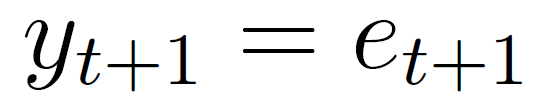 y_{t+1} = e_{t+1}